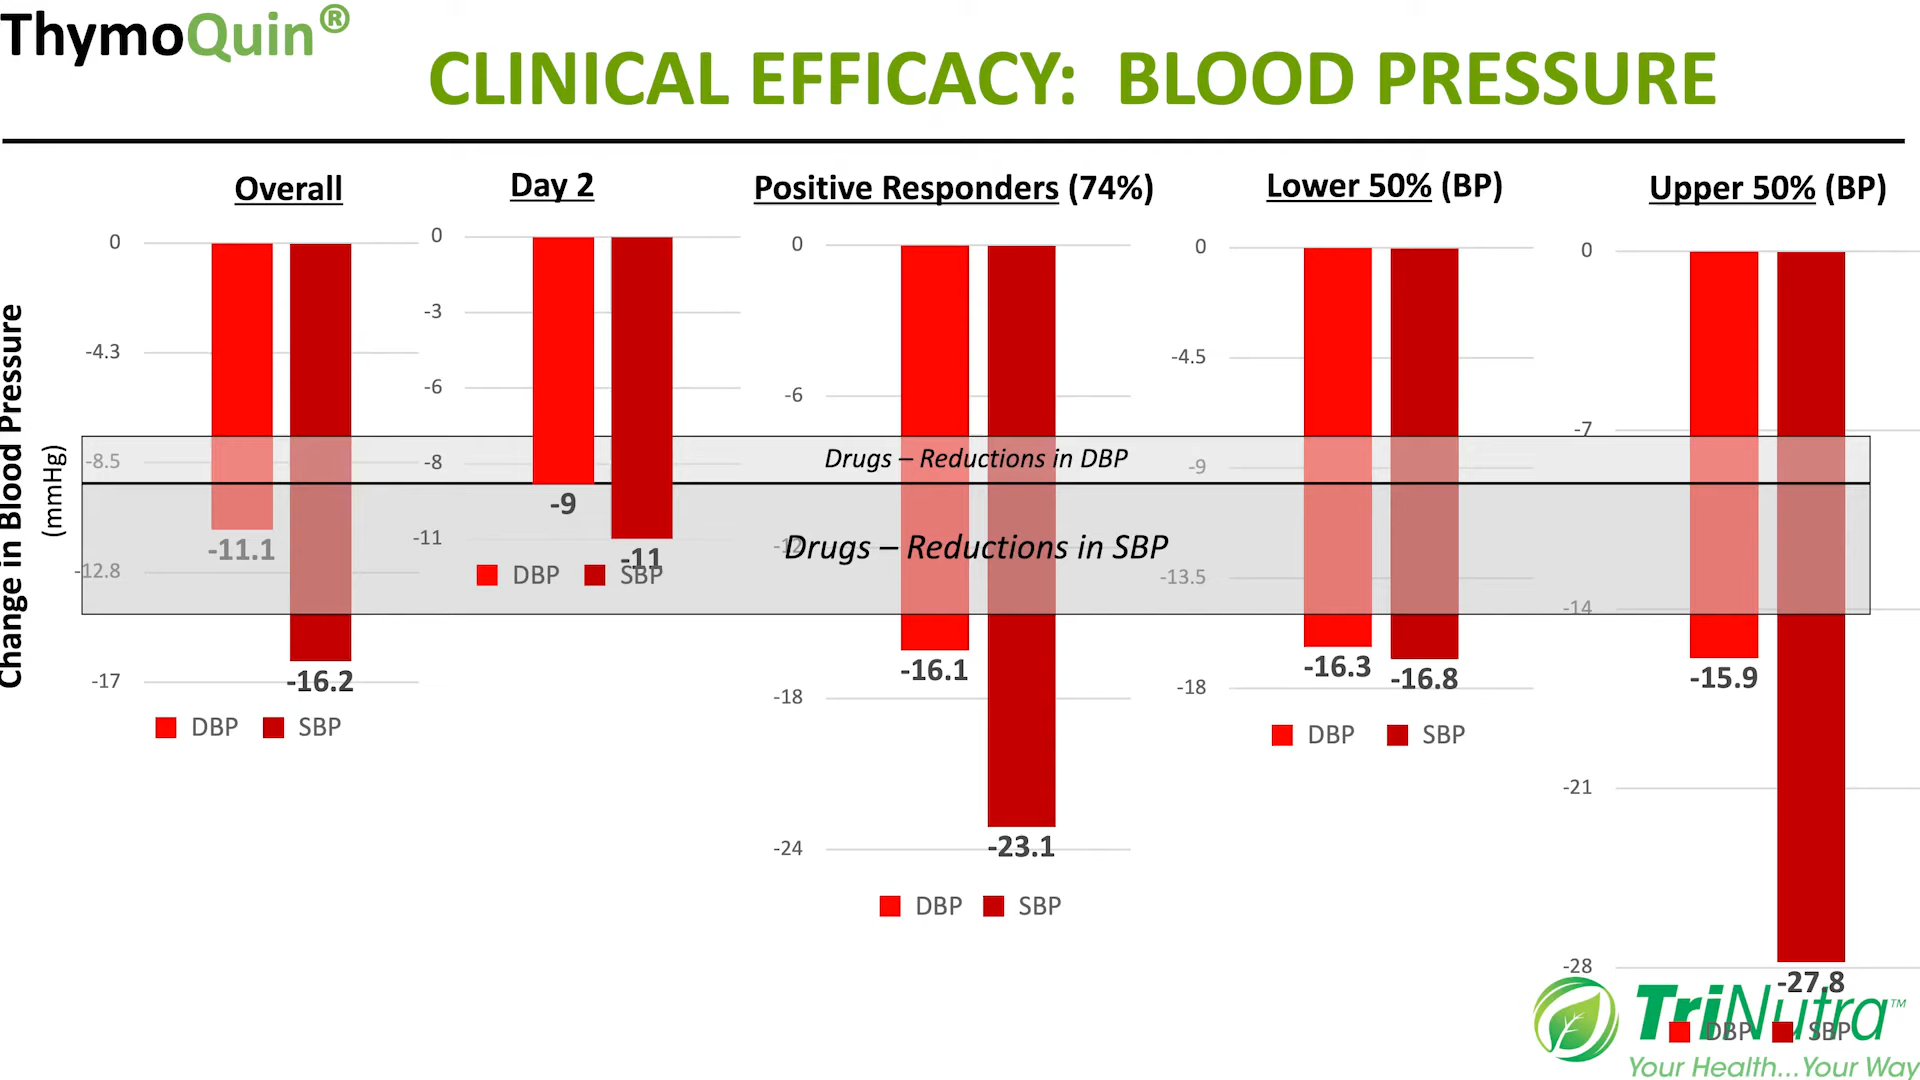 ThymoQuin®
CLINICAL EFFICACY:  BLOOD PRESSURE
Change in Blood Pressure
(mmHg)
Overall
0
-4.3
-8.5
-12.8
-17
-11.1
-16.2
DBP SBP
Day 2
0
-3
-6
-8
-11
-9
-11
DBP SBP
Positive Responders (74%)
0
-6
-12
-18
-24
-16.1
-23.1
DBP SBP
Drugs – Reductions in DBP
Drugs – Reductions in SBP
Lower 50% (BP)
0
-4.5
-9
-13.5
-18
-16.3
-16.8
DBP SBP
Upper 50% (BP)
0
-7
-14
-21
-28
-15.9
-27.8
DBP SBP
TriNutra™
Your Health...Your Way